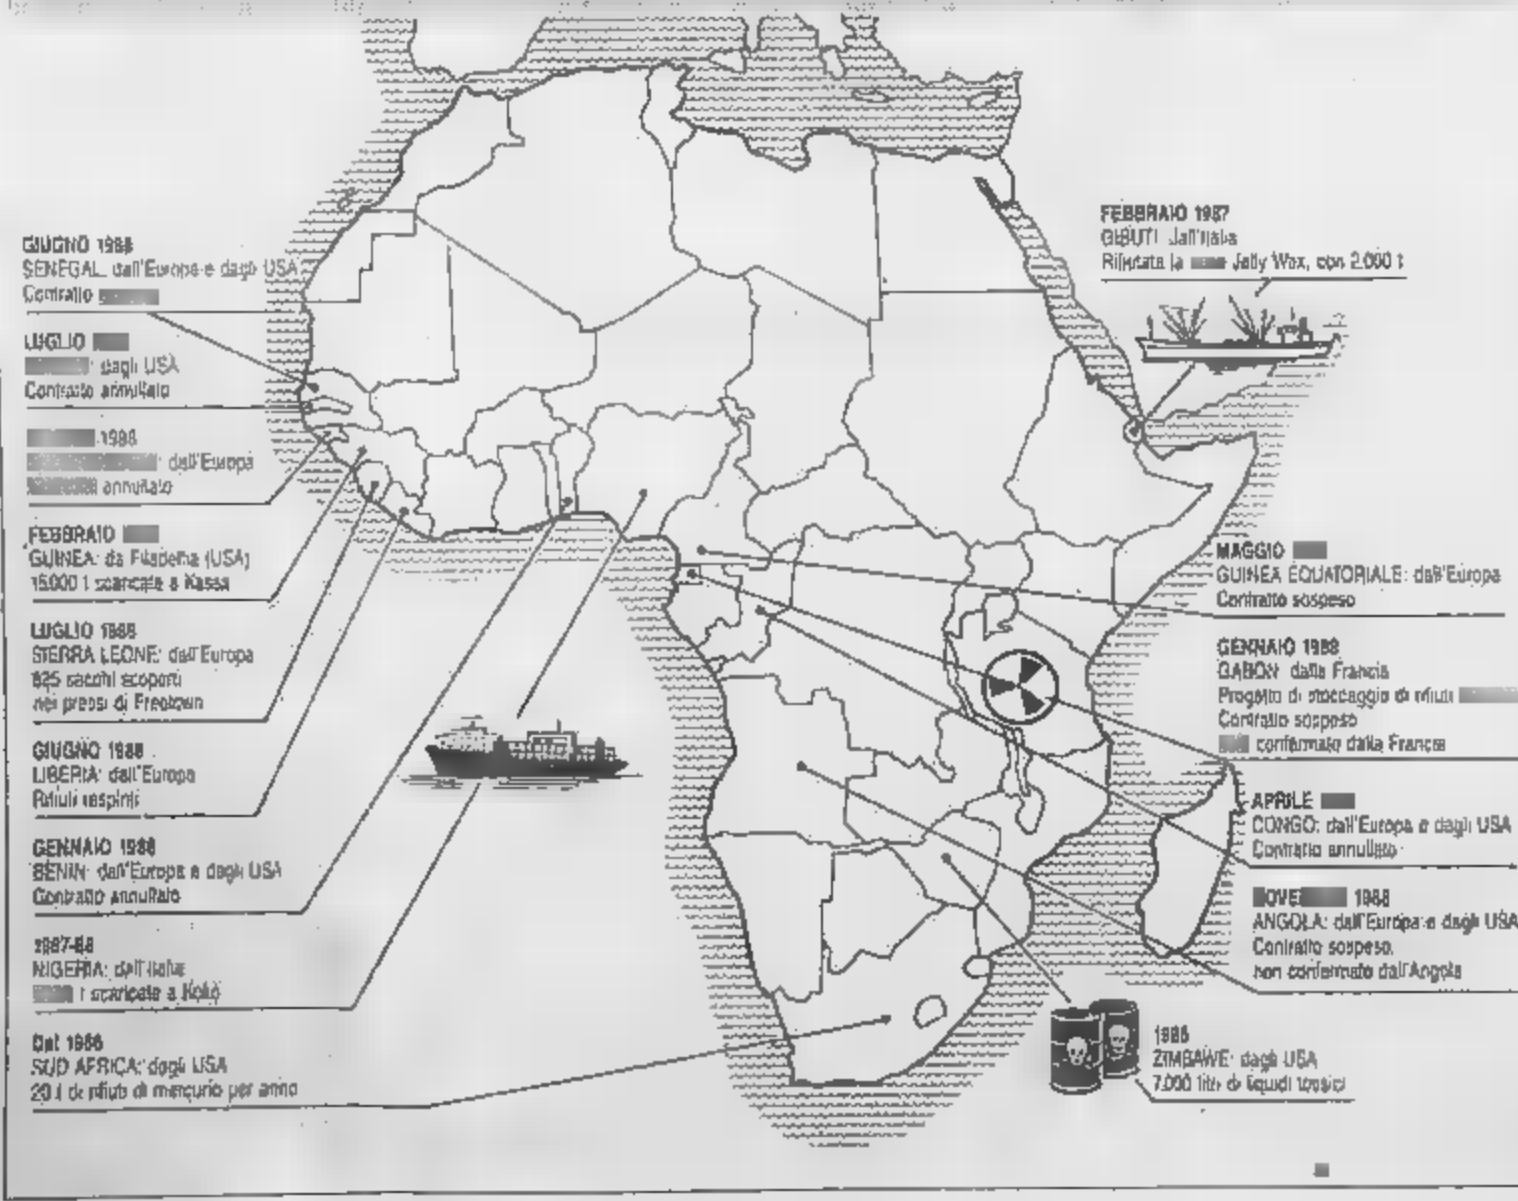 GIUGNO 1988
SENEGAL: dall'Europa e dagli USA
Contratto
LUGLIO
dagli USA
Contratto annullato
1988
dall'Europa
annullato
FEBBRAIO
GUINEA: da Filadelfia (USA)
15.000 t scaricate a Kassa
LUGLIO 1988
SIERRA LEONE: dall'Europa
625 sacchi scoperti
nei pressi di Freetown
GIUGNO 1988
LIBERIA: dall'Europa
Rifiuti respinti
GENNAIO 1988
BENIN: dall'Europa e dagli USA
Contratto annullato
1987-88
NIGERIA: dall'Italia
t scaricate a Koko
Dal 1986
SUD AFRICA: dagli USA
20 t di rifiuti di mercurio per anno
FEBBRAIO 1987
GIBUTI: dall'Italia
Rifiutata la Jelly Wax, con 2.000 t
MAGGIO
GUINEA EQUATORIALE: dall'Europa
Contratto sospeso
GENNAIO 1988
GABON: dalla Francia
Progetto di stoccaggio di rifiuti
Contratto sospeso
confermato dalla Francia
APRILE
CONGO: dall'Europa e dagli USA
Contratto annullato
1988
ANGOLA: dall'Europa e dagli USA
Contratto sospeso,
non confermato dall'Angola
ZIMBAWE: dagli USA
7.000 litri di liquidi tossici